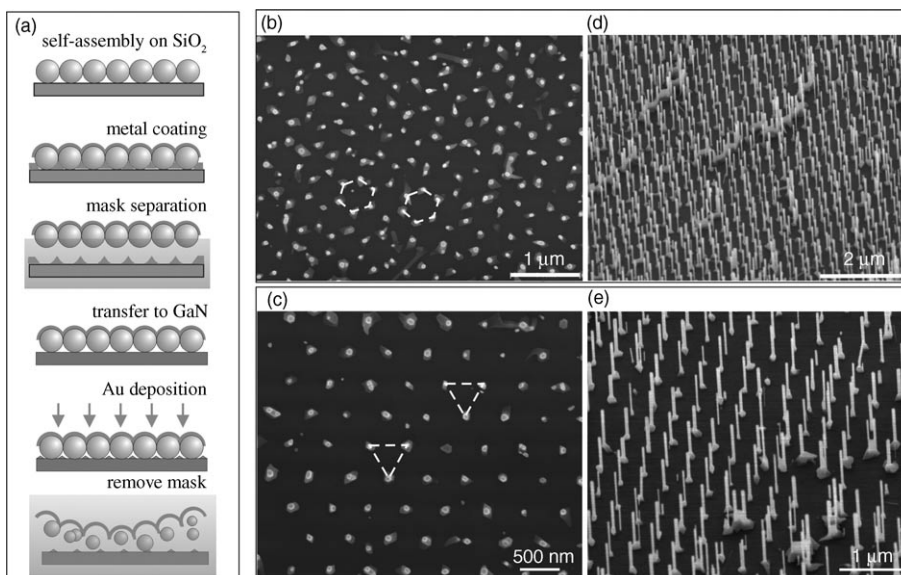 (a)
self-assembly on SiO₂
metal coating
mask separation
transfer to GaN
Au deposition
remove mask
(b)
1 μm
(d)
2 μm
(c)
500 nm
(e)
1 μm